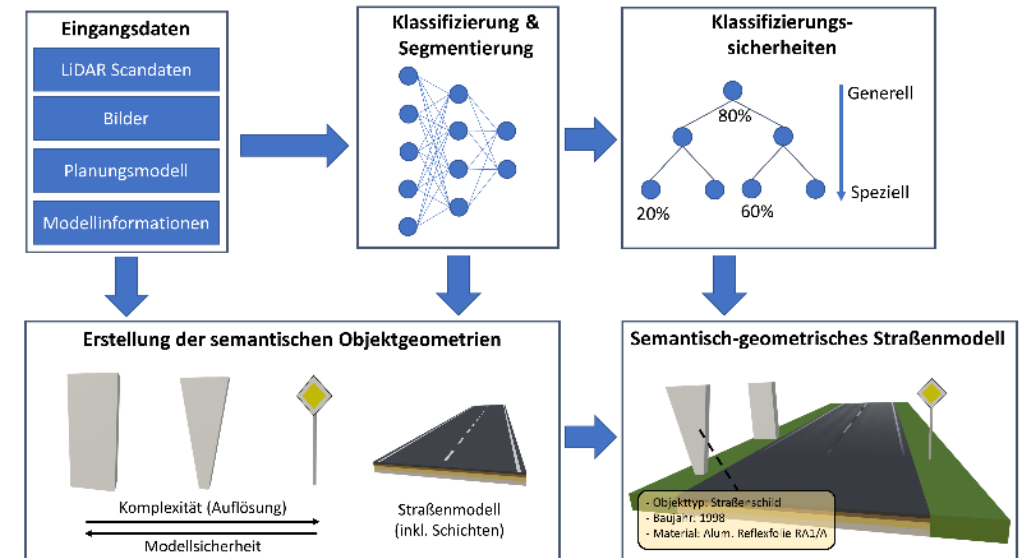 Eingangsdaten
LiDAR Scandaten
Bilder
Planungsmodell
Modellinformationen
Klassifizierung &
Segmentierung
Klassifizierungs-
sicherheiten
80%
20%
60%
Generell
Speziell
Erstellung der semantischen Objektgeometrien
Komplexität (Auflösung)
Modellsicherheit
Straßenmodell
(inkl. Schichten)
Semantisch-geometrisches Straßenmodell
- Objekttyp: Straßenschild
- Baujahr: 1998
- Material: Alum. Reflexfolie RA1/A